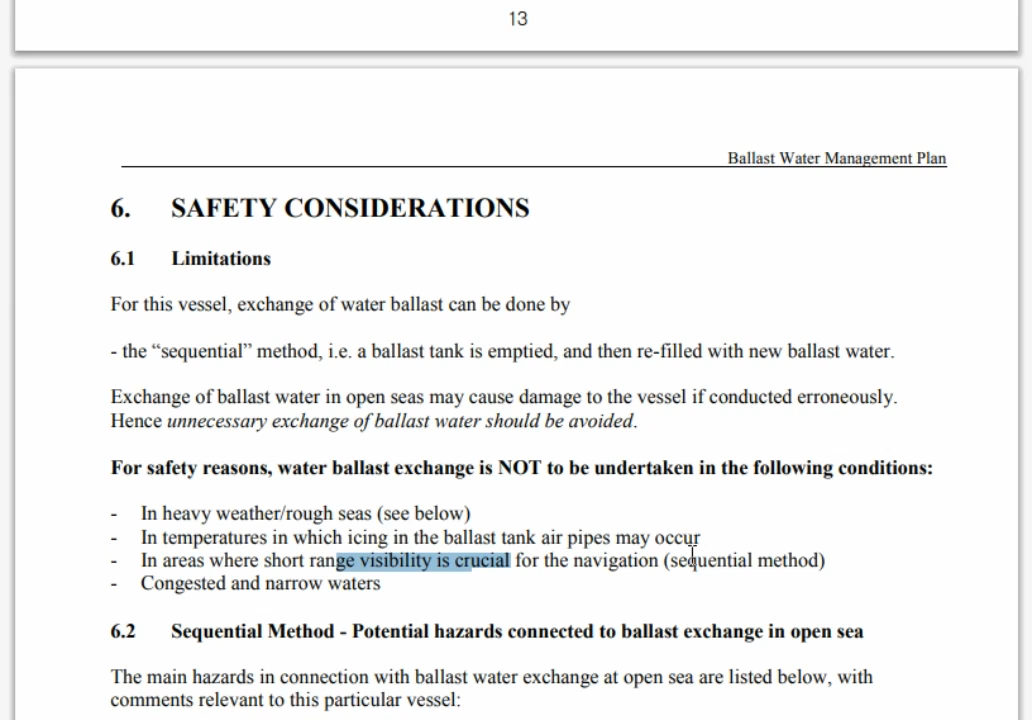 13
Ballast Water Management Plan
6. SAFETY CONSIDERATIONS
6.1 Limitations
For this vessel, exchange of water ballast can be done by
- the “sequential” method, i.e. a ballast tank is emptied, and then re-filled with new ballast water.
Exchange of ballast water in open seas may cause damage to the vessel if conducted erroneously.
Hence unnecessary exchange of ballast water should be avoided.
For safety reasons, water ballast exchange is NOT to be undertaken in the following conditions:
- In heavy weather/rough seas (see below)
- In temperatures in which icing in the ballast tank air pipes may occur
- In areas where short range visibility is crucial for the navigation (sequential method)
- Congested and narrow waters
6.2 Sequential Method - Potential hazards connected to ballast exchange in open sea
The main hazards in connection with ballast water exchange at open sea are listed below, with
comments relevant to this particular vessel: